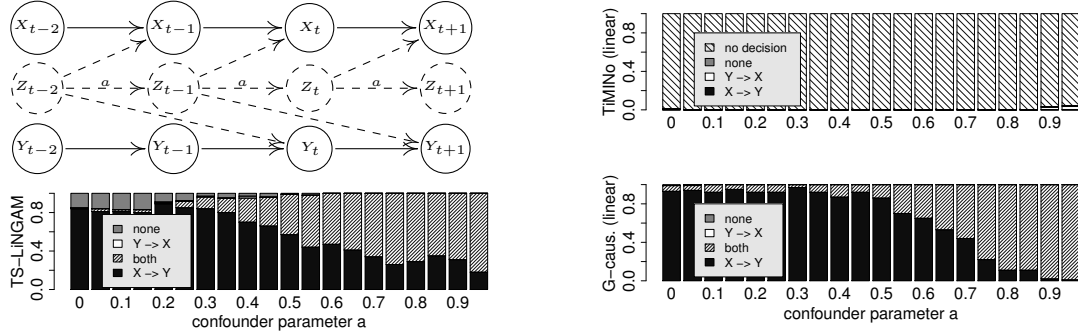 X_{t−2} X_{t−1} X_t X_{t+1}
Z_{t−2} a Z_{t−1} a Z_t a Z_{t+1}
Y_{t−2} Y_{t−1} Y_t Y_{t+1}
TS−LiNGAM
0.0 0.4 0.8
none
Y −> X
both
X −> Y
0 0.1 0.2 0.3 0.4 0.5 0.6 0.7 0.8 0.9
confounder parameter a
TiMINo (linear)
0.0 0.4 0.8
no decision
none
Y −> X
X −> Y
0 0.1 0.2 0.3 0.4 0.5 0.6 0.7 0.8 0.9
G−caus. (linear)
0.0 0.4 0.8
none
Y −> X
both
X −> Y
0 0.1 0.2 0.3 0.4 0.5 0.6 0.7 0.8 0.9
confounder parameter a